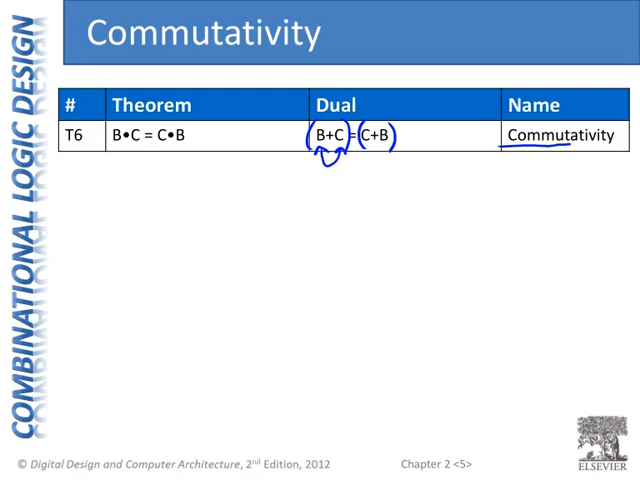 Commutativity
COMBINATIONAL LOGIC DESIGN
# Theorem Dual Name
T6 B•C = C•B (B+C) = (C+B) Commutativity
© Digital Design and Computer Architecture, 2nd Edition, 2012 Chapter 2 <5>
ELSEVIER